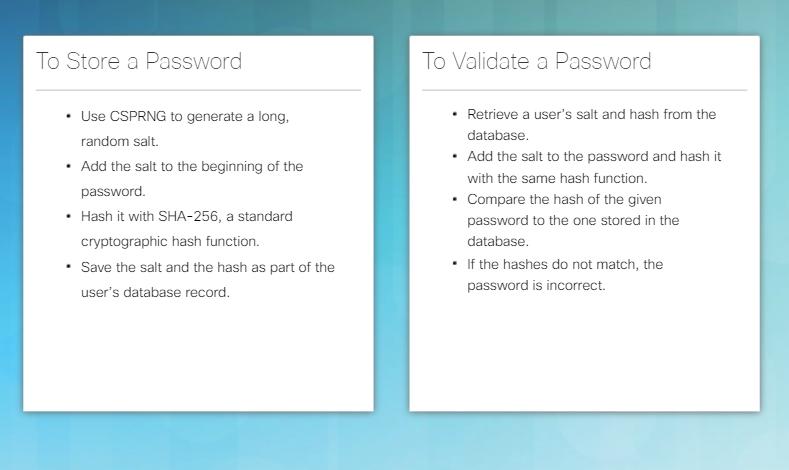 To Store a Password
• Use CSPRNG to generate a long,
random salt.
• Add the salt to the beginning of the
password.
• Hash it with SHA-256, a standard
cryptographic hash function.
• Save the salt and the hash as part of the
user's database record.
To Validate a Password
• Retrieve a user's salt and hash from the
database.
• Add the salt to the password and hash it
with the same hash function.
• Compare the hash of the given
password to the one stored in the
database.
• If the hashes do not match, the
password is incorrect.